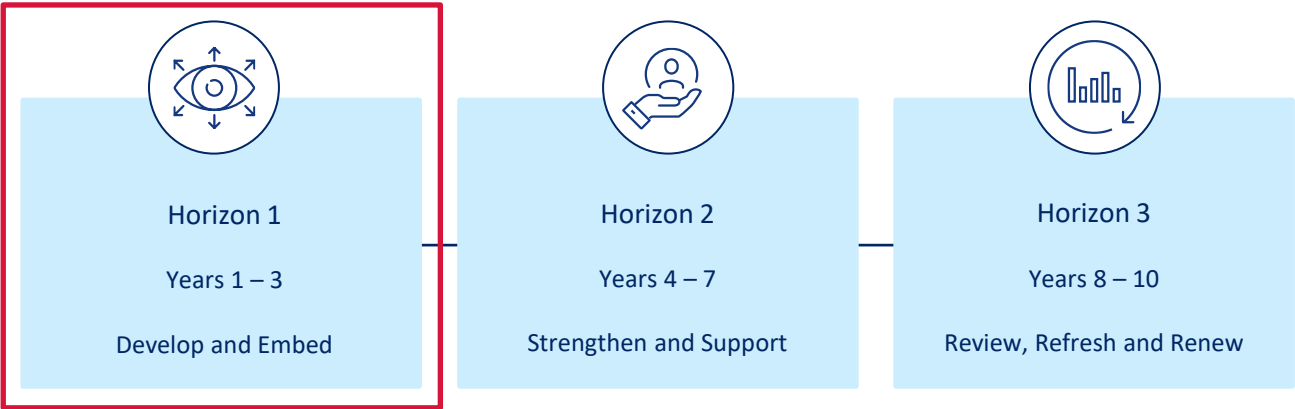 Horizon 1
Years 1 – 3
Develop and Embed
Horizon 2
Years 4 – 7
Strengthen and Support
Horizon 3
Years 8 – 10
Review, Refresh and Renew